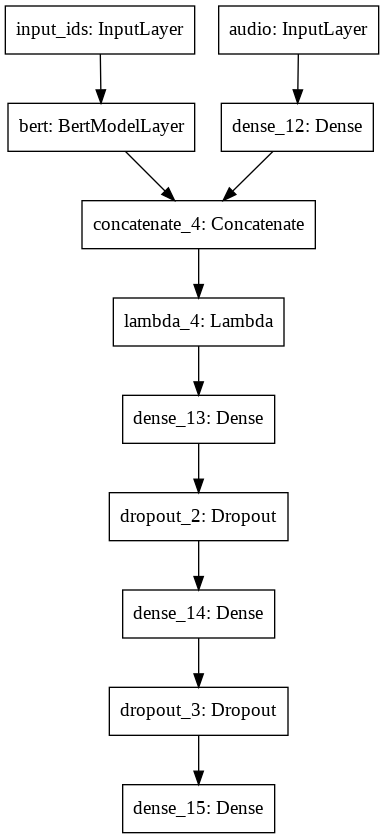 input_ids: InputLayer
audio: InputLayer
bert: BertModelLayer
dense_12: Dense
concatenate_4: Concatenate
lambda_4: Lambda
dense_13: Dense
dropout_2: Dropout
dense_14: Dense
dropout_3: Dropout
dense_15: Dense